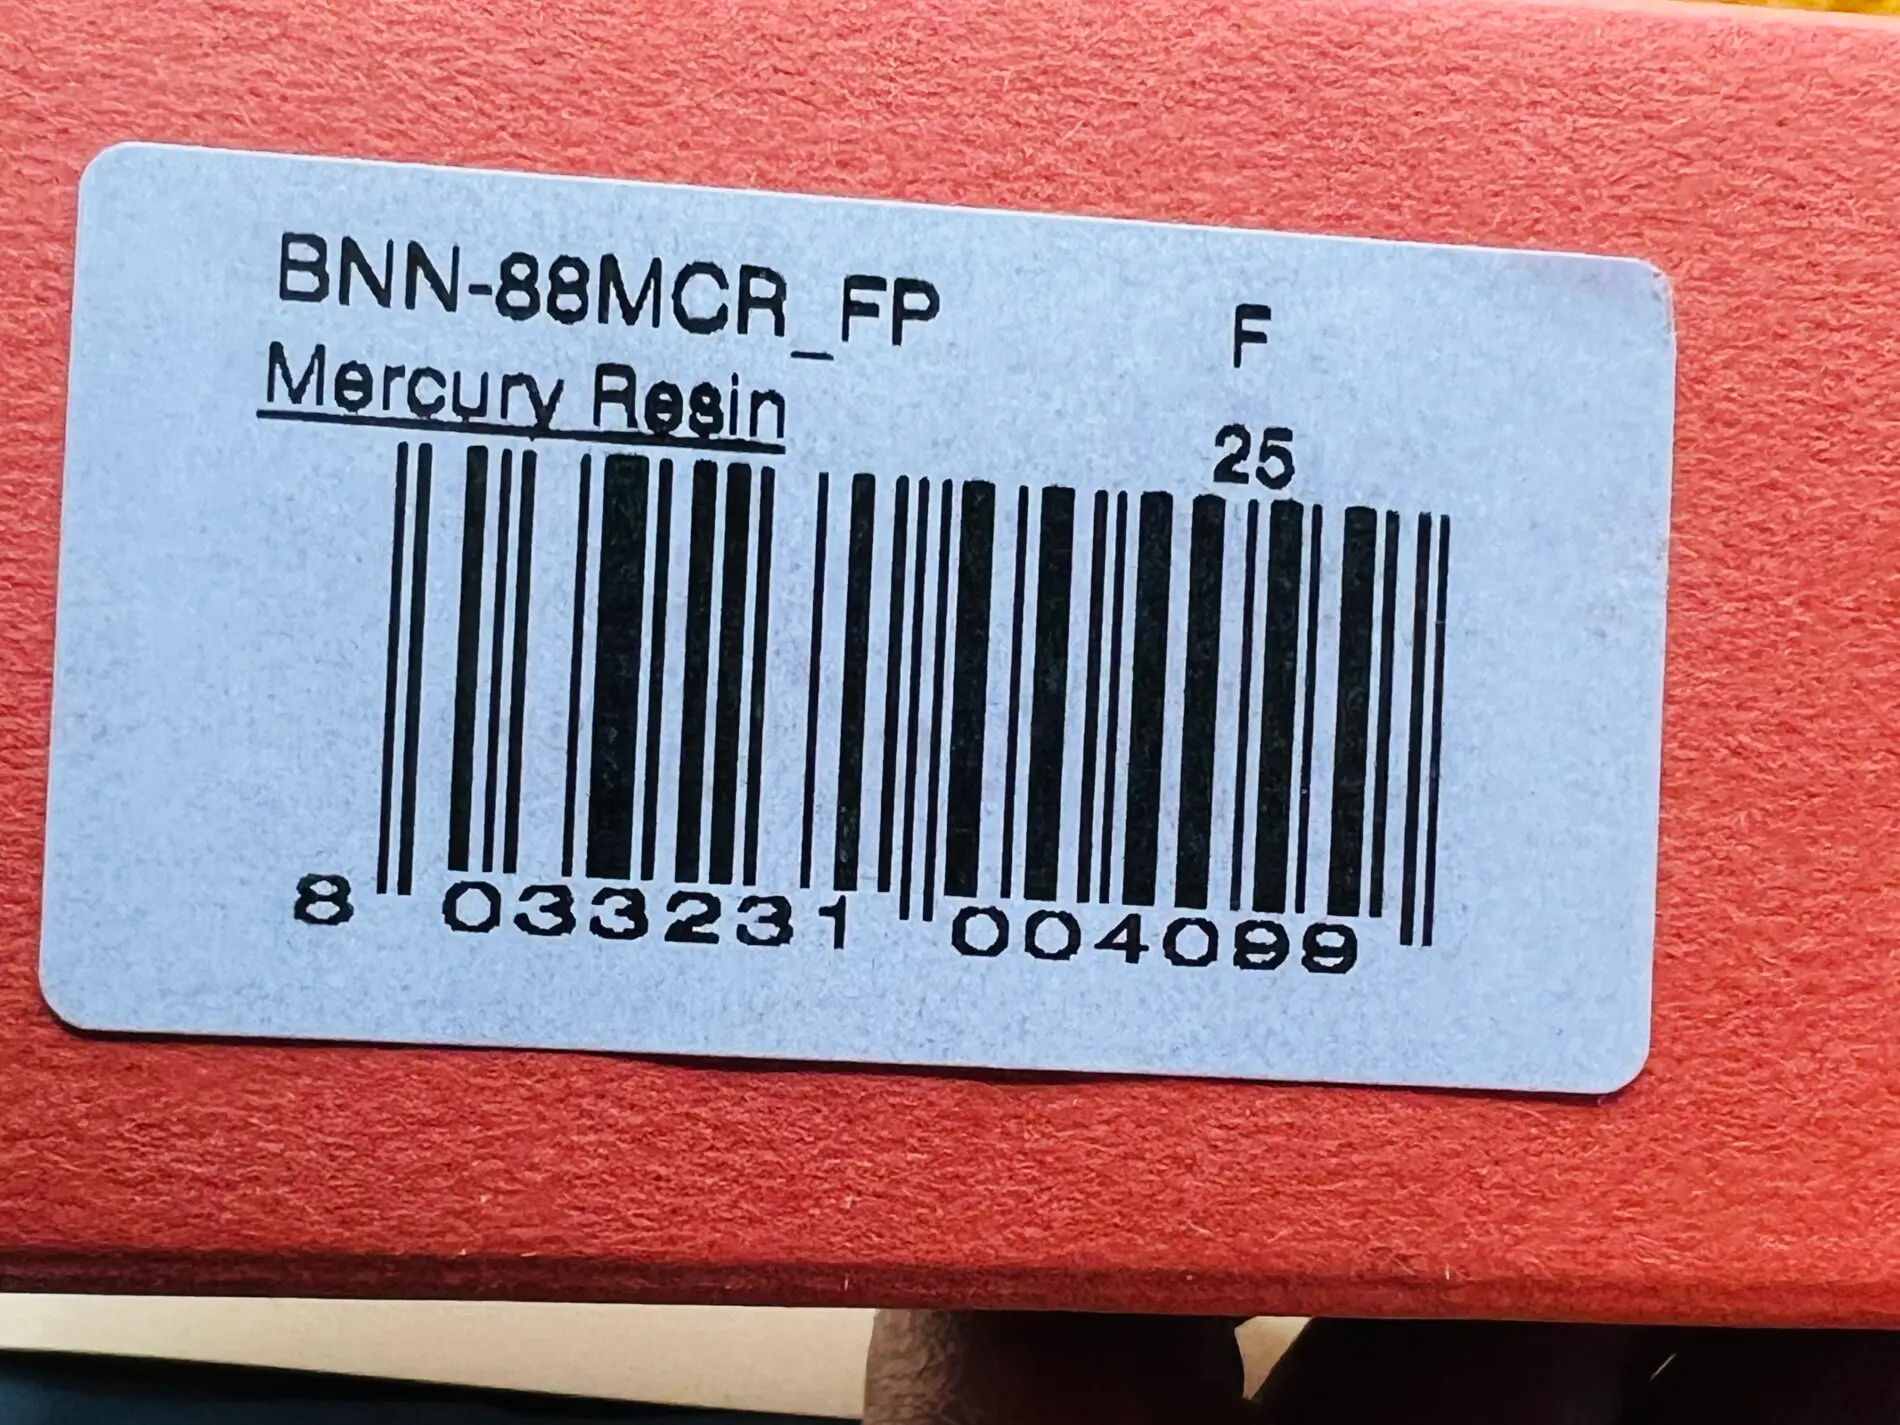 BNN-88MCR_FP
F
Mercury Resin
25
8 033231 004099